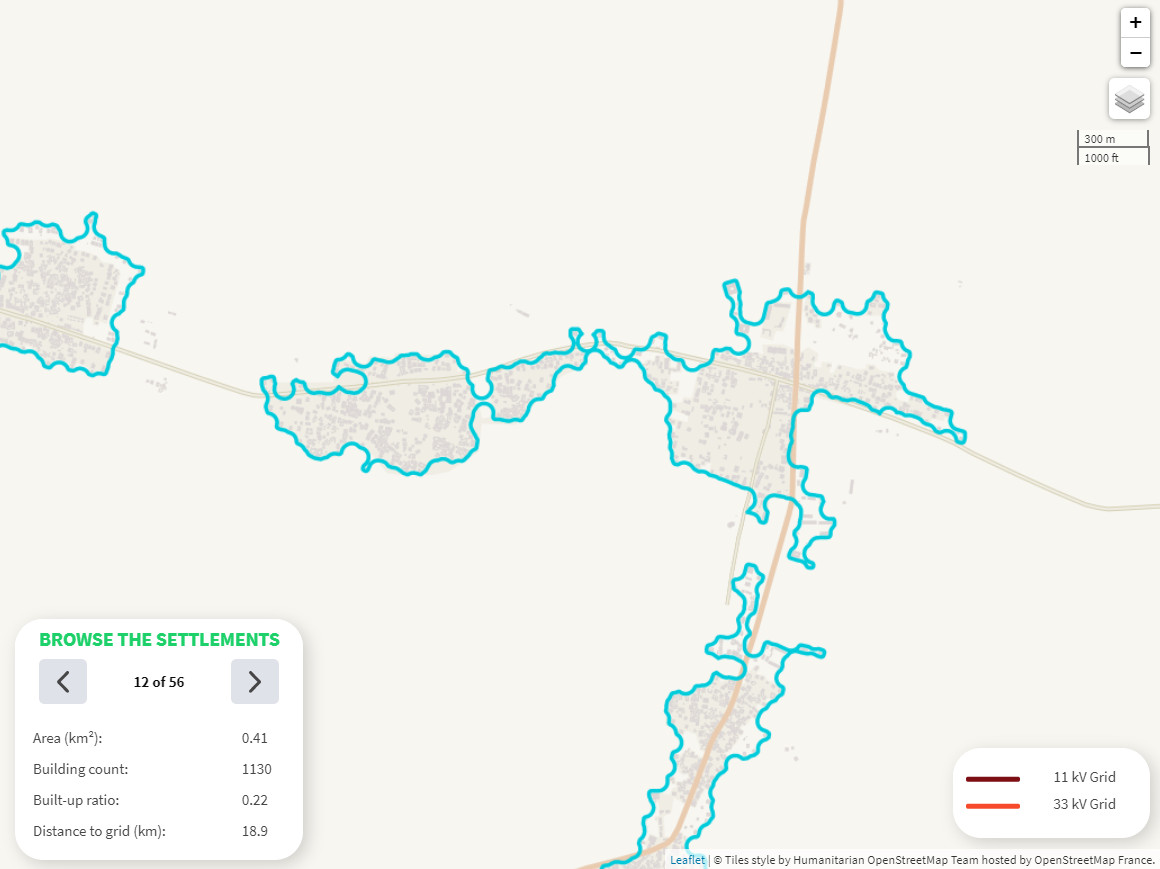 +
−
300 m
1000 ft
BROWSE THE SETTLEMENTS
12 of 56
Area (km²): 0.41
Building count: 1130
Built-up ratio: 0.22
Distance to grid (km): 18.9
11 kV Grid
33 kV Grid
Leaflet | © Tiles style by Humanitarian OpenStreetMap Team hosted by OpenStreetMap France.